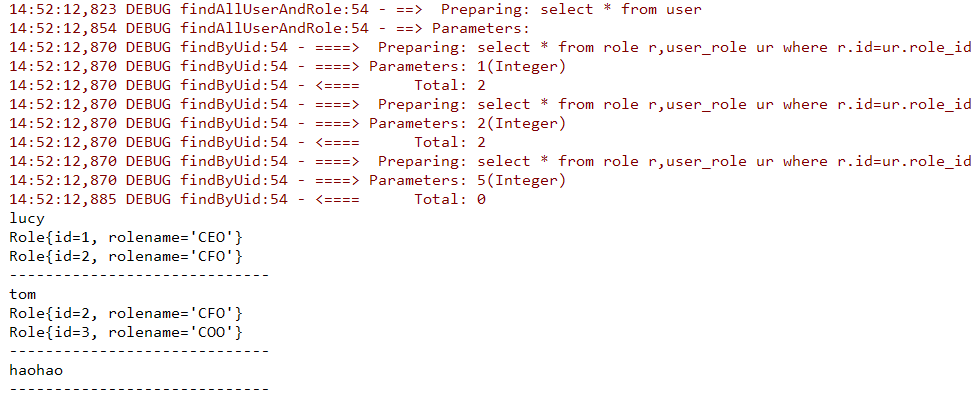 14:52:12,823 DEBUG findAllUserAndRole:54 - ==>  Preparing: select * from user
14:52:12,854 DEBUG findAllUserAndRole:54 - ==> Parameters:
14:52:12,870 DEBUG findByUid:54 - ====>  Preparing: select * from role r,user_role ur where r.id=ur.role_id
14:52:12,870 DEBUG findByUid:54 - ====> Parameters: 1(Integer)
14:52:12,870 DEBUG findByUid:54 - <====      Total: 2
14:52:12,870 DEBUG findByUid:54 - ====>  Preparing: select * from role r,user_role ur where r.id=ur.role_id
14:52:12,870 DEBUG findByUid:54 - ====> Parameters: 2(Integer)
14:52:12,870 DEBUG findByUid:54 - <====      Total: 2
14:52:12,870 DEBUG findByUid:54 - ====>  Preparing: select * from role r,user_role ur where r.id=ur.role_id
14:52:12,870 DEBUG findByUid:54 - ====> Parameters: 5(Integer)
14:52:12,885 DEBUG findByUid:54 - <====      Total: 0
lucy
Role{id=1, rolename='CEO'}
Role{id=2, rolename='CFO'}
-----------------------------
tom
Role{id=2, rolename='CFO'}
Role{id=3, rolename='COO'}
-----------------------------
haohao
-----------------------------